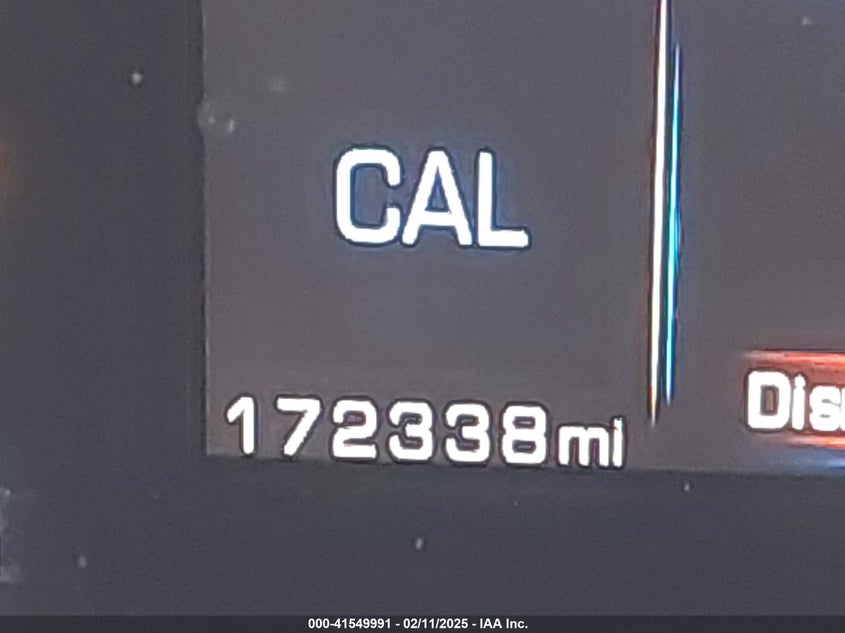 CAL
172338mi
Dis
000-41549991 - 02/11/2025 - IAA Inc.